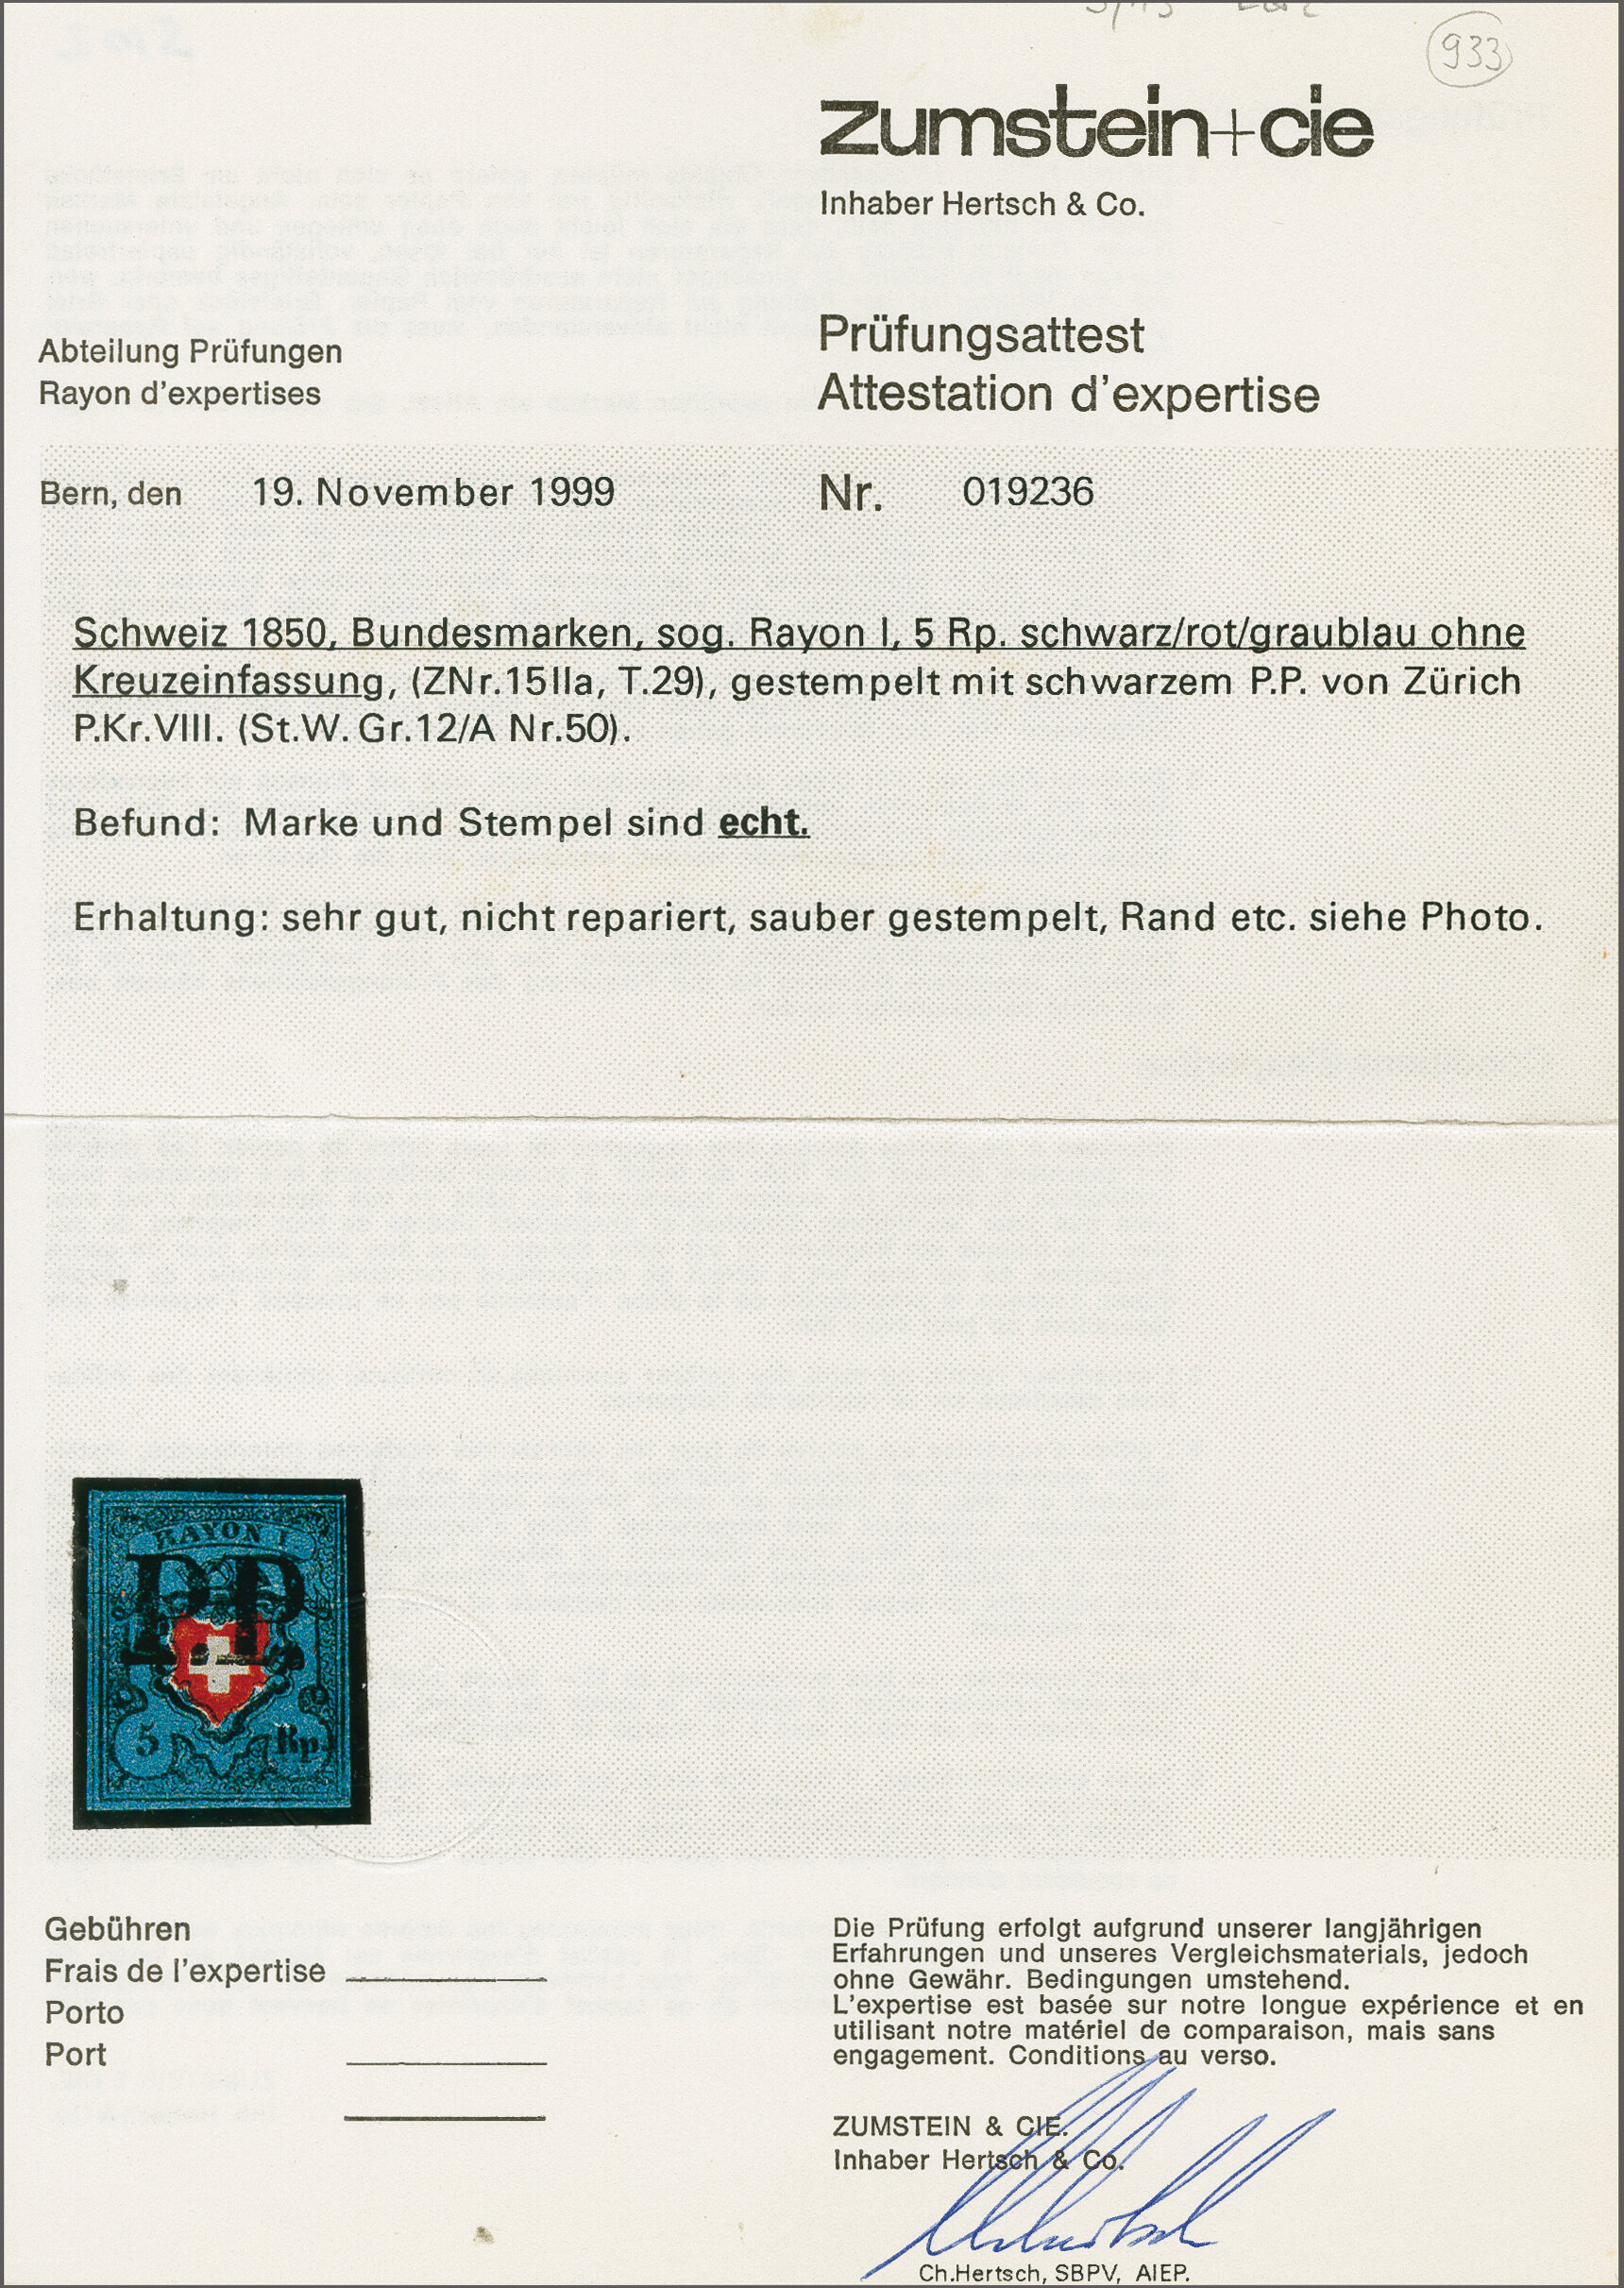 933
zumstein+cie
Inhaber Hertsch & Co.
Prüfungsattest
Attestation d'expertise
Abteilung Prüfungen
Rayon d'expertises
Bern, den 19. November 1999 Nr. 019236
Schweiz 1850, Bundesmarken, sog. Rayon I, 5 Rp. schwarz/rot/graublau ohne
Kreuzeinfassung, (ZNr.15IIa, T.29), gestempelt mit schwarzem P.P. von Zürich
P.Kr.VIII. (St.W. Gr.12/A Nr.50).
Befund: Marke und Stempel sind echt.
Erhaltung: sehr gut, nicht repariert, sauber gestempelt, Rand etc. siehe Photo.
RAYON I
P.P.
5 Rp.
Gebühren
Frais de l'expertise
Porto
Port
Die Prüfung erfolgt aufgrund unserer langjährigen
Erfahrungen und unseres Vergleichsmaterials, jedoch
ohne Gewähr. Bedingungen umstehend.
L'expertise est basée sur notre longue expérience et en
utilisant notre matériel de comparaison, mais sans
engagement. Conditions au verso.
ZUMSTEIN & CIE.
Inhaber Hertsch & Co.
Ch.Hertsch, SBPV, AIEP.